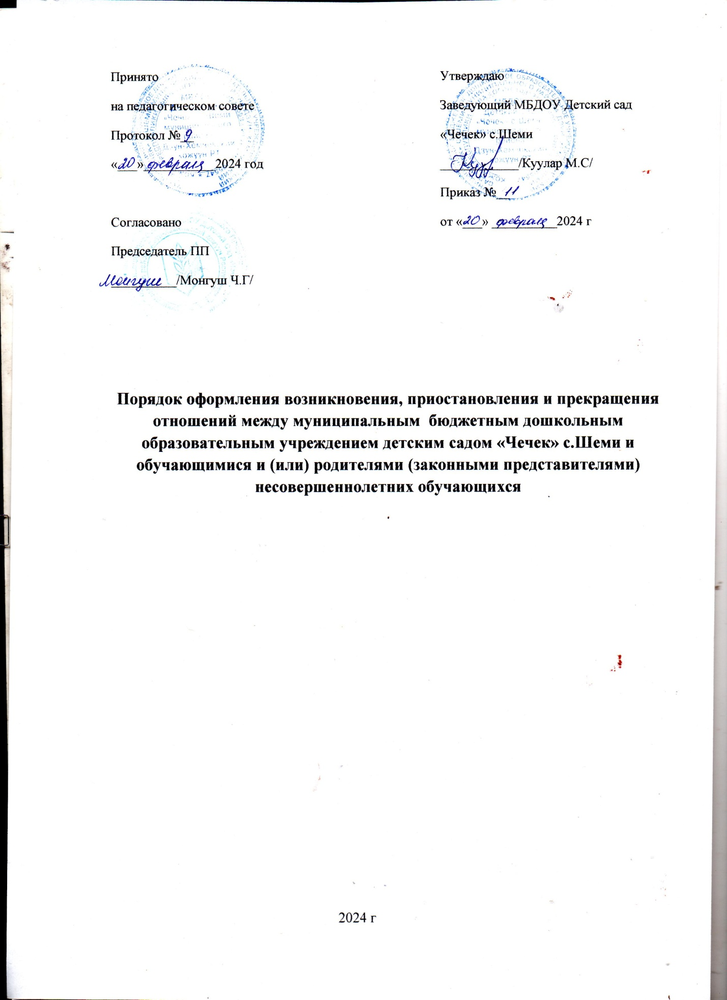 Принято
на педагогическом совете
Протокол № 9
«20» февраля 2024 год
Согласовано
Председатель ПП
Монгуш /Монгуш Ч.Г/
Утверждаю
Заведующий МБДОУ Детский сад
«Чечек» с.Шеми
/Куулар М.С/
Приказ № 11
от «20» февраля 2024 г
Порядок оформления возникновения, приостановления и прекращения
отношений между муниципальным бюджетным дошкольным
образовательным учреждением детским садом «Чечек» с.Шеми и
обучающимися и (или) родителями (законными представителями)
несовершеннолетних обучающихся
2024 г